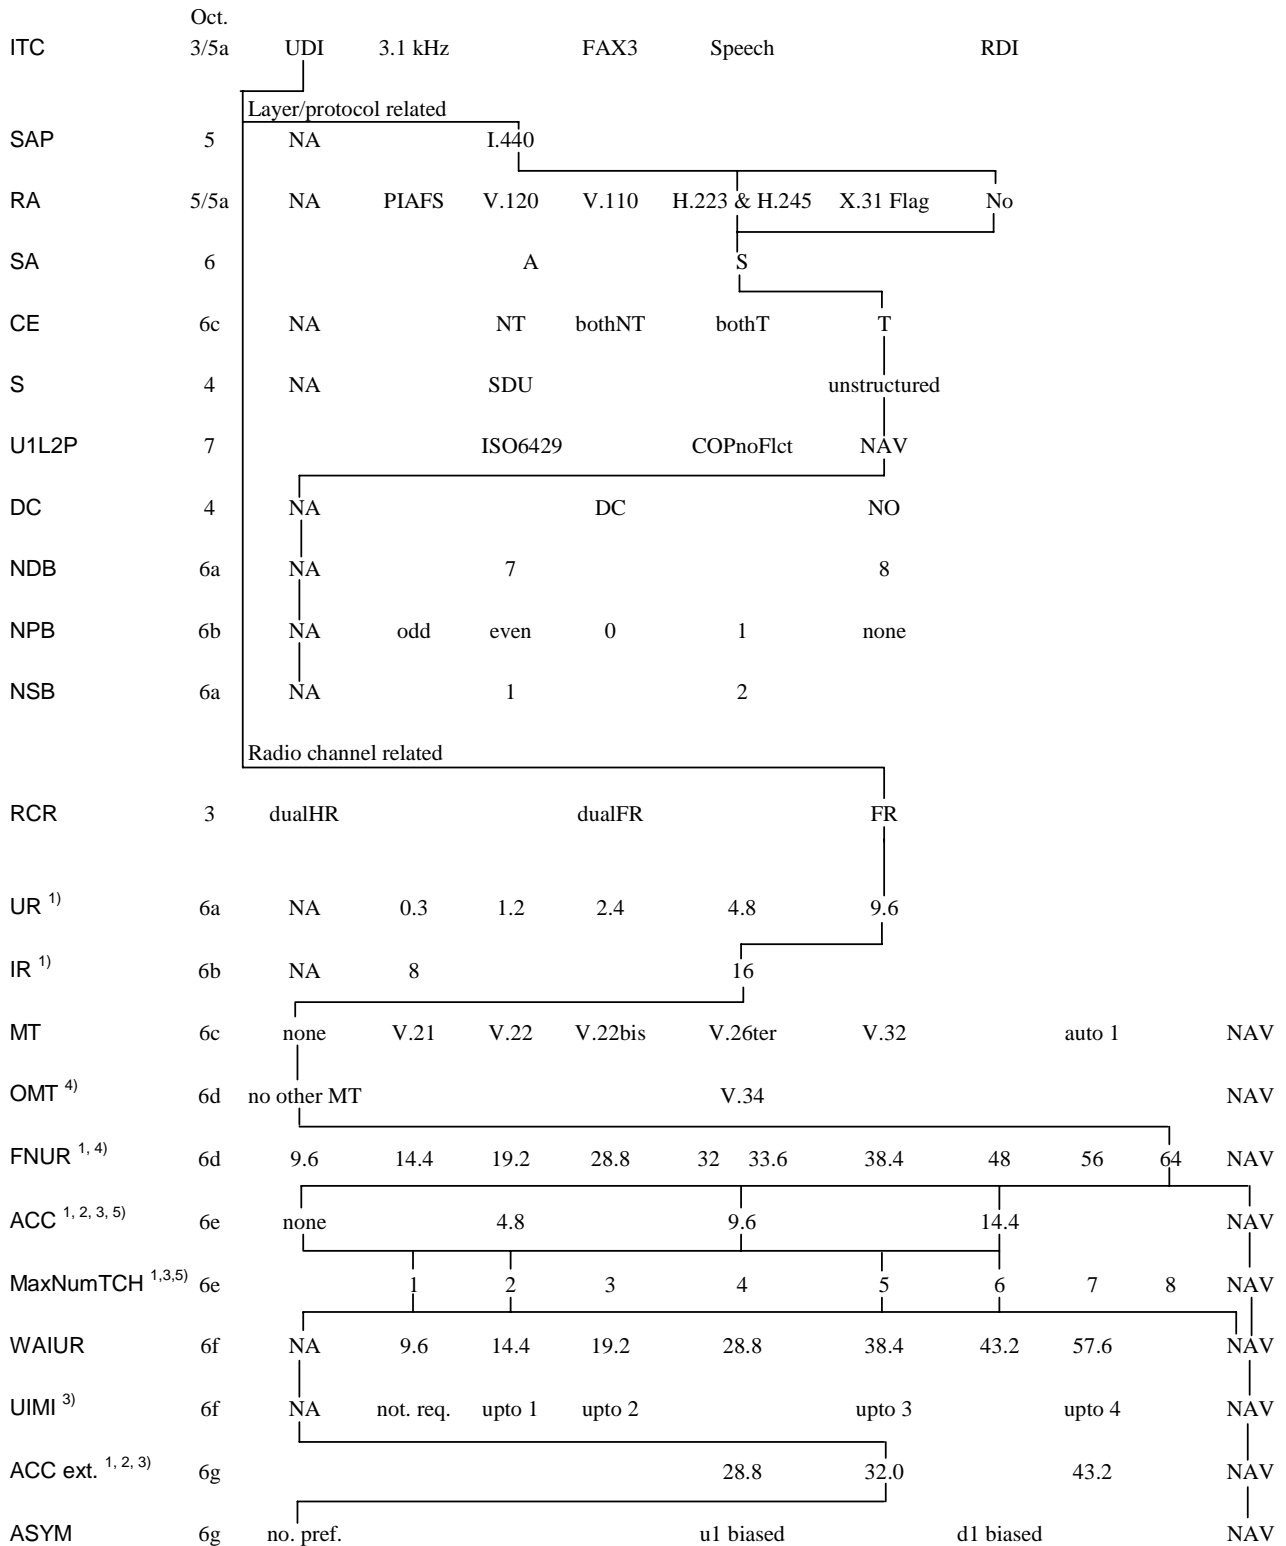 Oct.
ITC 3/5a UDI 3.1 kHz FAX3 Speech RDI
Layer/protocol related
SAP 5 NA I.440
RA 5/5a NA PIAFS V.120 V.110 H.223 & H.245 X.31 Flag No
SA 6 A S
CE 6c NA NT bothNT bothT T
S 4 NA SDU unstructured
U1L2P 7 ISO6429 COPnoFlct NAV
DC 4 NA DC NO
NDB 6a NA 7 8
NPB 6b NA odd even 0 1 none
NSB 6a NA 1 2
Radio channel related
RCR 3 dualHR dualFR FR
UR 1) 6a NA 0.3 1.2 2.4 4.8 9.6
IR 1) 6b NA 8 16
MT 6c none V.21 V.22 V.22bis V.26ter V.32 auto 1 NAV
OMT 4) 6d no other MT V.34 NAV
FNUR 1, 4) 6d 9.6 14.4 19.2 28.8 32 33.6 38.4 48 56 64 NAV
ACC 1, 2, 3, 5) 6e none 4.8 9.6 14.4 NAV
MaxNumTCH 1,3,5) 6e 1 2 3 4 5 6 7 8 NAV
WAIUR 6f NA 9.6 14.4 19.2 28.8 38.4 43.2 57.6 NAV
UIMI 3) 6f NA not. req. upto 1 upto 2 upto 3 upto 4 NAV
ACC ext. 1, 2, 3) 6g 28.8 32.0 43.2 NAV
ASYM 6g no. pref. u1 biased d1 biased NAV